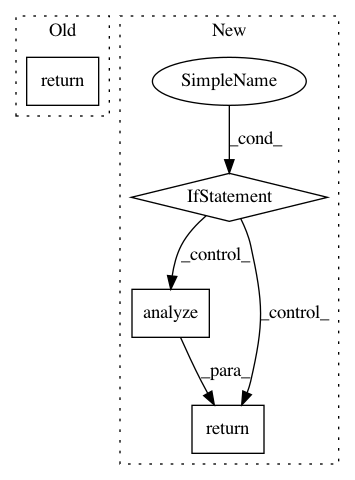 Old
New
return
SimpleName
_cond_
IfStatement
_control_
_control_
analyze
_para_
return